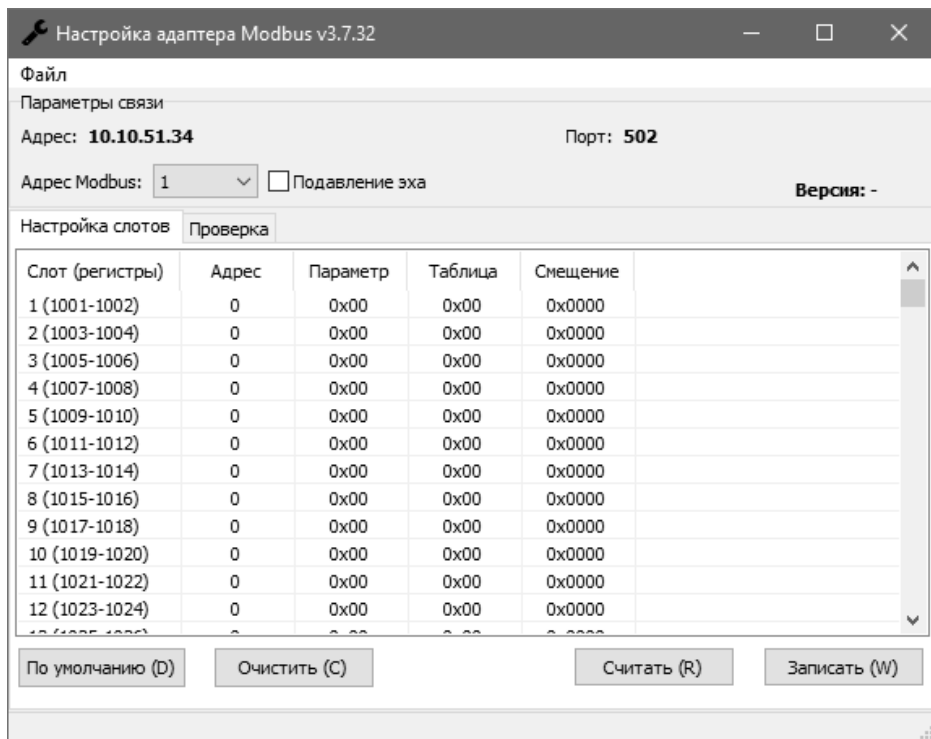 Настройка адаптера Modbus v3.7.32
Файл
Параметры связи
Адрес: 10.10.51.34 Порт: 502
Адрес Modbus: 1 Подавление эха Версия: -
Настройка слотов Проверка
Слот (регистры) Адрес Параметр Таблица Смещение
1 (1001-1002) 0 0x00 0x00 0x0000
2 (1003-1004) 0 0x00 0x00 0x0000
3 (1005-1006) 0 0x00 0x00 0x0000
4 (1007-1008) 0 0x00 0x00 0x0000
5 (1009-1010) 0 0x00 0x00 0x0000
6 (1011-1012) 0 0x00 0x00 0x0000
7 (1013-1014) 0 0x00 0x00 0x0000
8 (1015-1016) 0 0x00 0x00 0x0000
9 (1017-1018) 0 0x00 0x00 0x0000
10 (1019-1020) 0 0x00 0x00 0x0000
11 (1021-1022) 0 0x00 0x00 0x0000
12 (1023-1024) 0 0x00 0x00 0x0000
По умолчанию (D) Очистить (C) Считать (R) Записать (W)